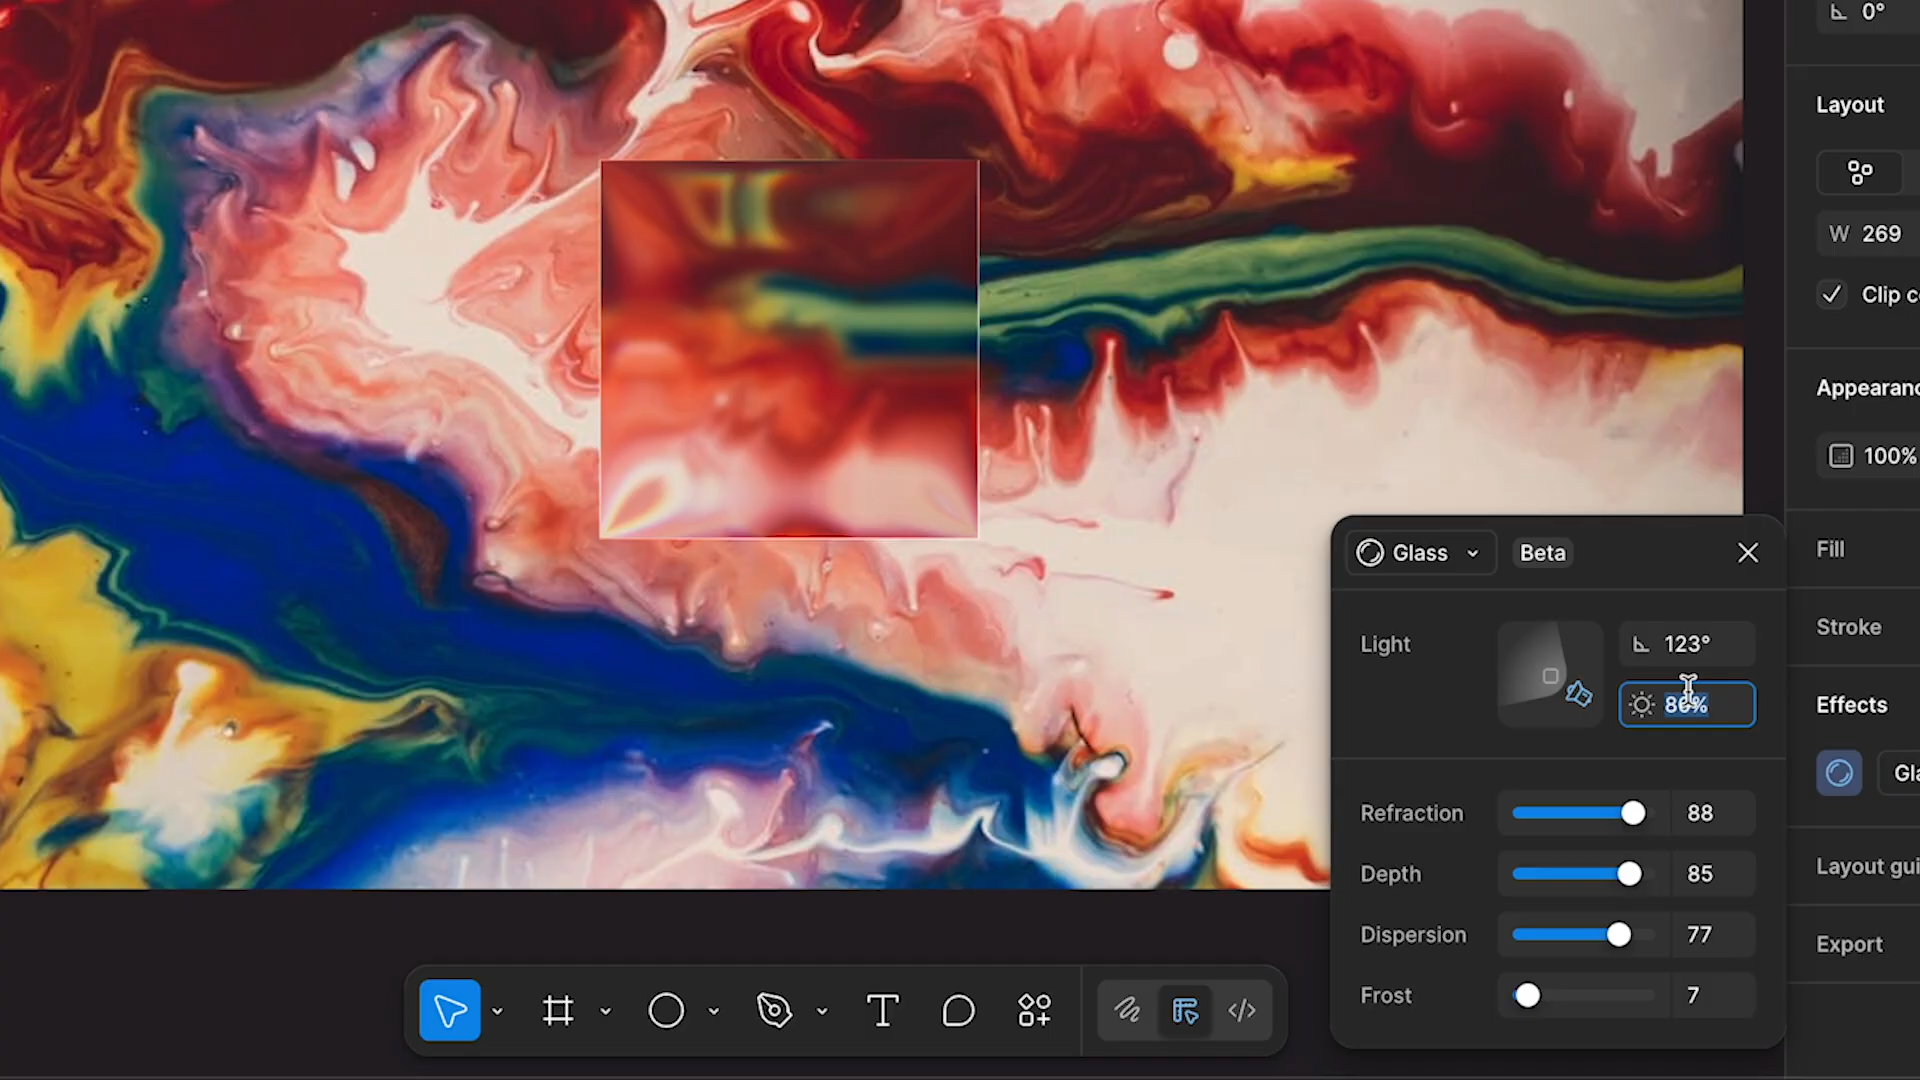 0°
Layout
W 269
Clip c
Appearanc
100%
Glass
Beta
Fill
Light
123°
Stroke
86%
Effects
Gla
Refraction
88
Depth
85
Layout gui
Dispersion
77
Export
Frost
7
T